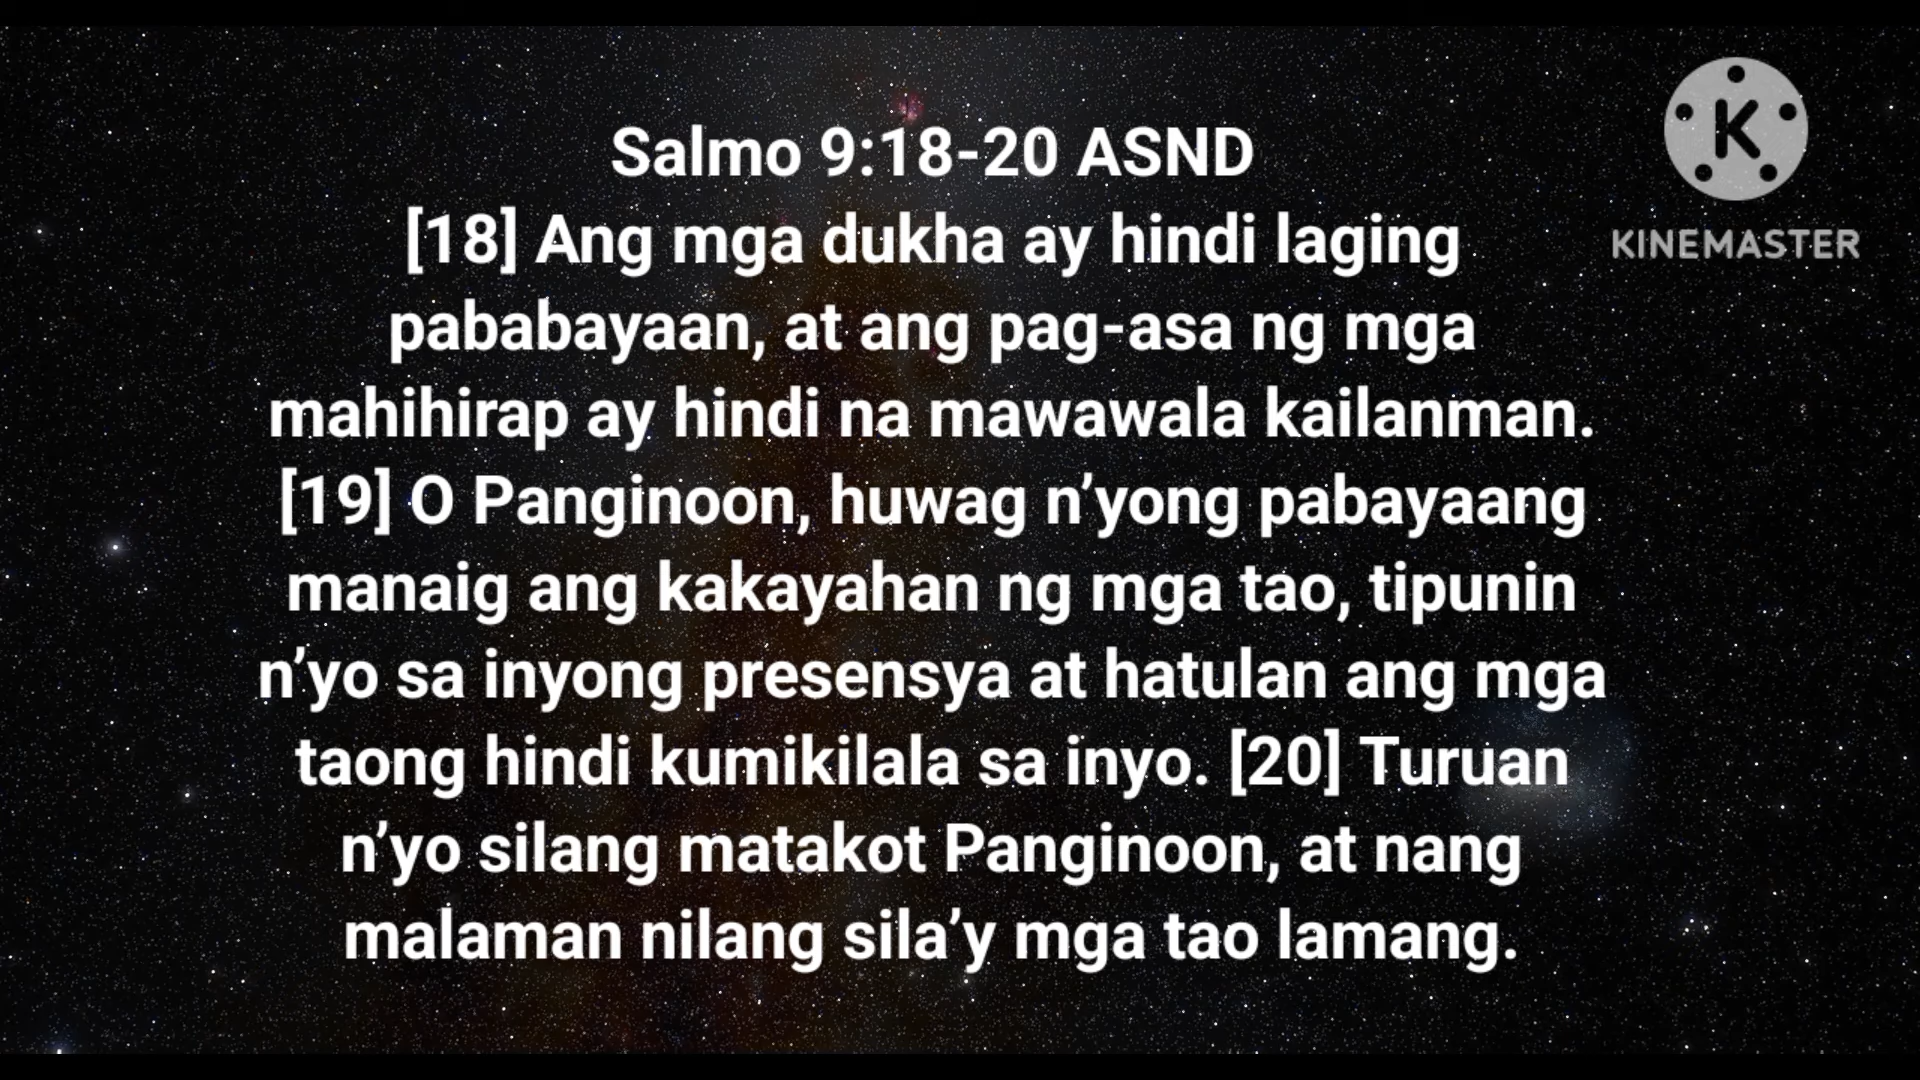 Salmo 9:18-20 ASND
[18] Ang mga dukha ay hindi laging
pababayaan, at ang pag-asa ng mga
mahihirap ay hindi na mawawala kailanman.
[19] O Panginoon, huwag n’yong pabayaang
manaig ang kakayahan ng mga tao, tipunin
n’yo sa inyong presensya at hatulan ang mga
taong hindi kumikilala sa inyo. [20] Turuan
n’yo silang matakot Panginoon, at nang
malaman nilang sila’y mga tao lamang.
K
KINEMASTER